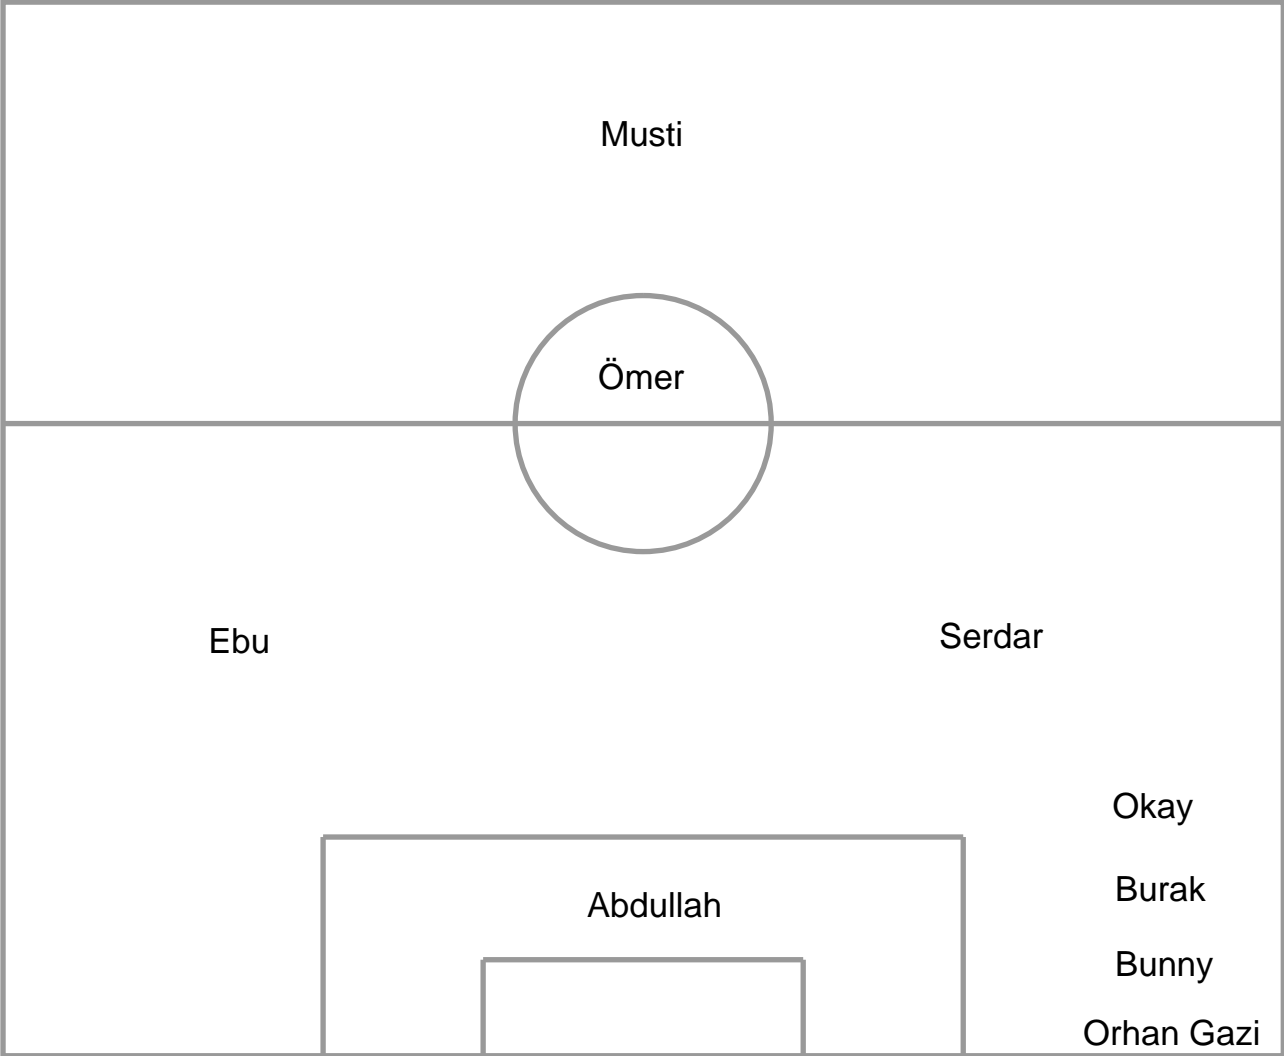 Musti
Ömer
Ebu
Serdar
Okay
Burak
Abdullah
Bunny
Orhan Gazi